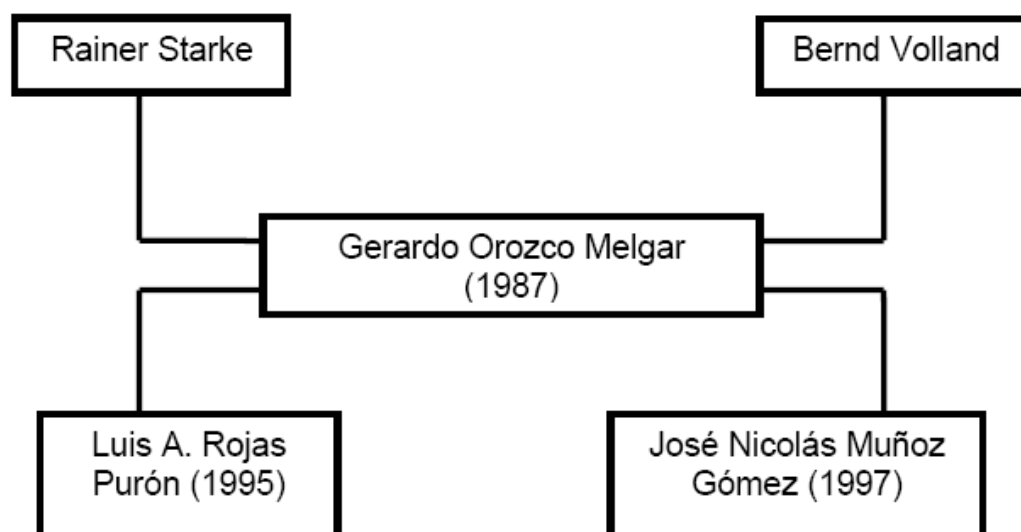 Rainer Starke
Bernd Volland
Gerardo Orozco Melgar
(1987)
Luis A. Rojas
Purón (1995)
José Nicolás Muñoz
Gómez (1997)